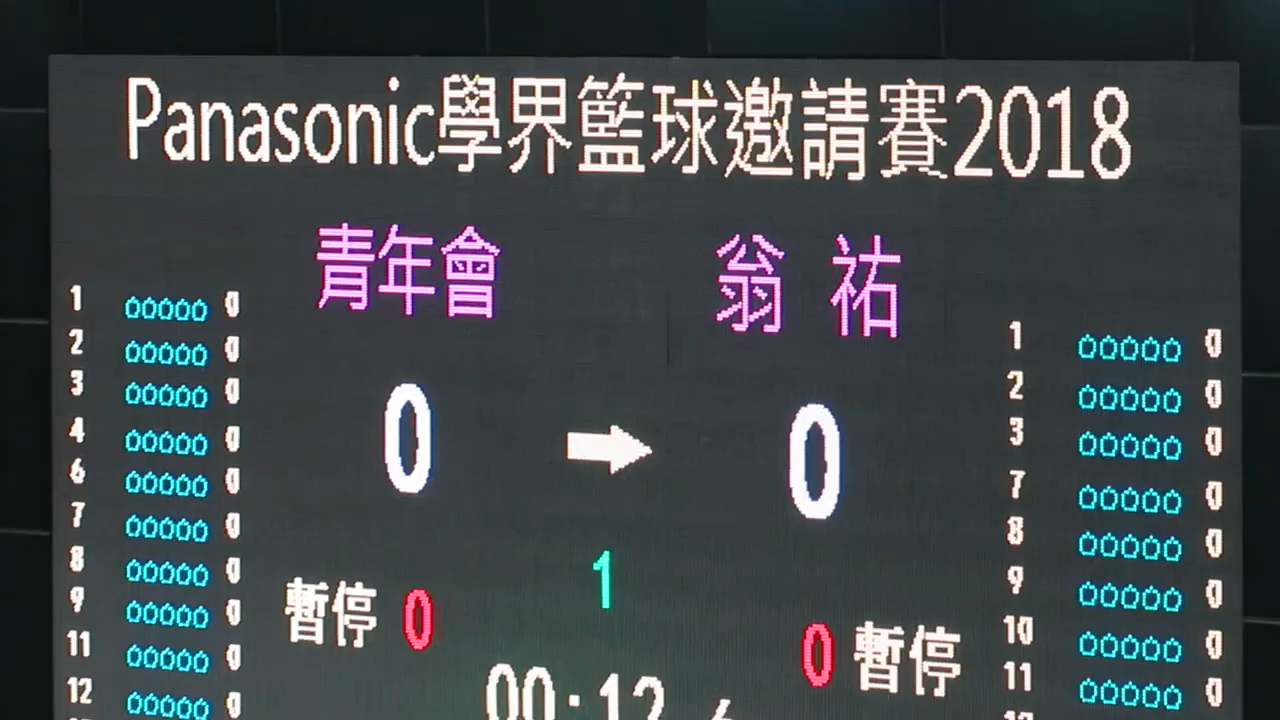 Panasonic學界籃球邀請賽2018
青年會 翁 祐
1 00000 0
2 00000 0
3 00000 0
4 00000 0
6 00000 0
7 00000 0
8 00000 0
9 00000 0
11 00000 0
12 00000 0
0 → 0
1
暫停 0
0 暫停
00:12
1 00000 0
2 00000 0
3 00000 0
7 00000 0
8 00000 0
9 00000 0
10 00000 0
11 00000 0